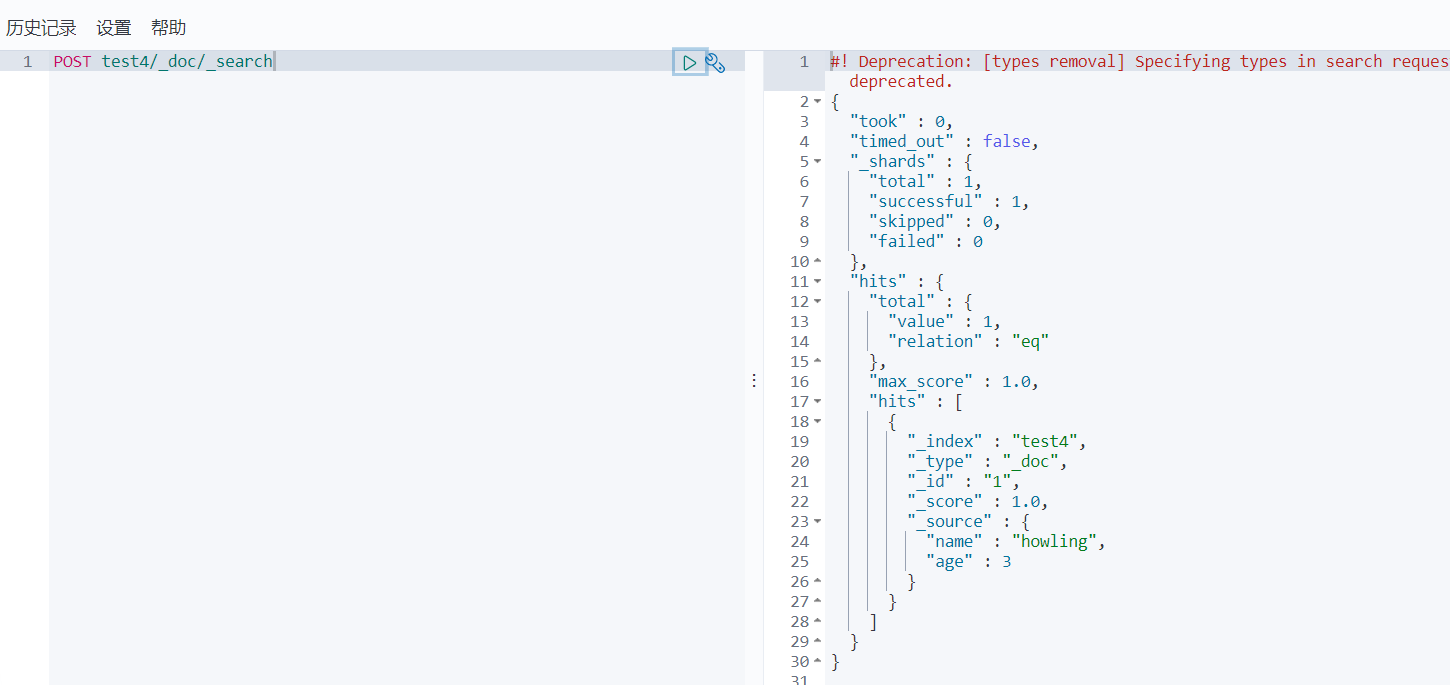 历史记录 设置 帮助
1 POST test4/_doc/_search
1 #! Deprecation: [types removal] Specifying types in search reques
deprecated.
2 {
3 "took" : 0,
4 "timed_out" : false,
5 "_shards" : {
6 "total" : 1,
7 "successful" : 1,
8 "skipped" : 0,
9 "failed" : 0
10 },
11 "hits" : {
12 "total" : {
13 "value" : 1,
14 "relation" : "eq"
15 },
16 "max_score" : 1.0,
17 "hits" : [
18 {
19 "_index" : "test4",
20 "_type" : "_doc",
21 "_id" : "1",
22 "_score" : 1.0,
23 "_source" : {
24 "name" : "howling",
25 "age" : 3
26 }
27 }
28 ]
29 }
30 }
31